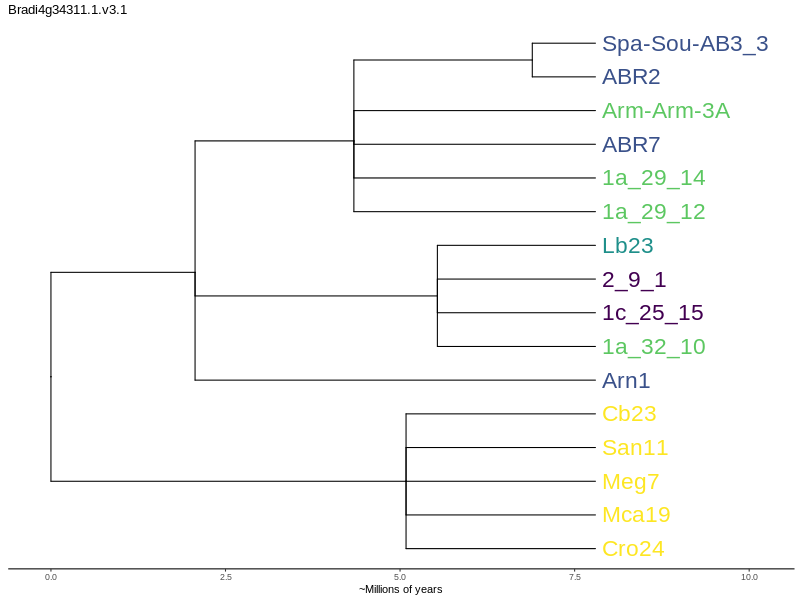 Bradi4g34311.1.v3.1
Spa-Sou-AB3_3
ABR2
Arm-Arm-3A
ABR7
1a_29_14
1a_29_12
Lb23
2_9_1
1c_25_15
1a_32_10
Arn1
Cb23
San11
Meg7
Mca19
Cro24
0.0 2.5 5.0 7.5 10.0
~Millions of years